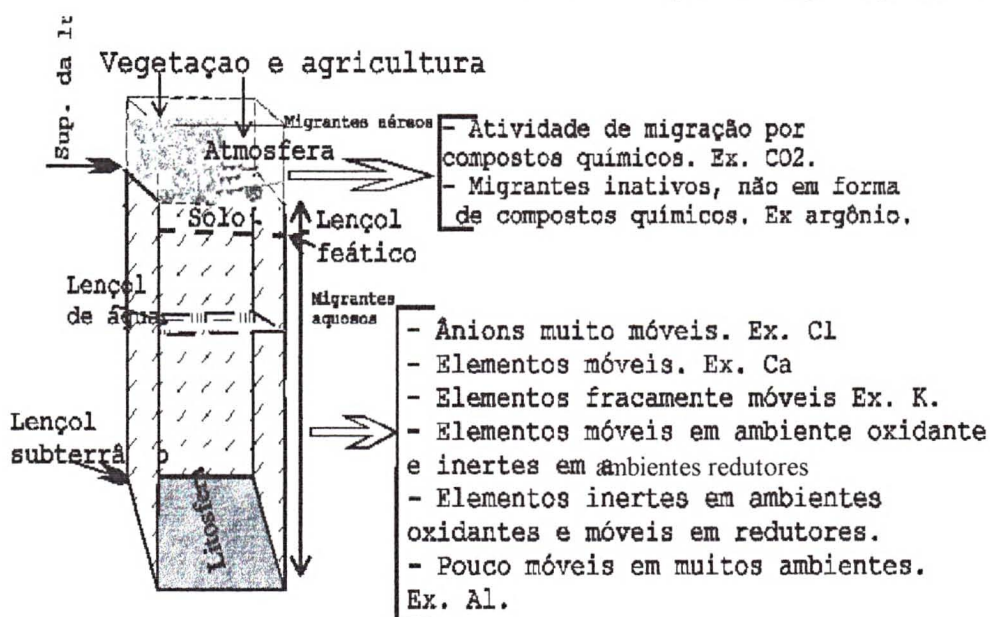 Sup. da
Vegetaçao e agricultura
Migrantes aéreos
Atmosfera
- Atividade de migração por
compostos químicos. Ex. CO2.
- Migrantes inativos, não em forma
de compostos químicos. Ex argônio.
Solo
Lençol
feático
Lençol
de água
Migrantes
aquosos
- Ânions muito móveis. Ex. Cl
- Elementos móveis. Ex. Ca
- Elementos fracamente móveis Ex. K.
- Elementos móveis em ambiente oxidante
e inertes em ambientes redutores
- Elementos inertes em ambientes
oxidantes e móveis em redutores.
- Pouco móveis em muitos ambientes.
Ex. Al.
Lençol
subterrâ o
Litosfera